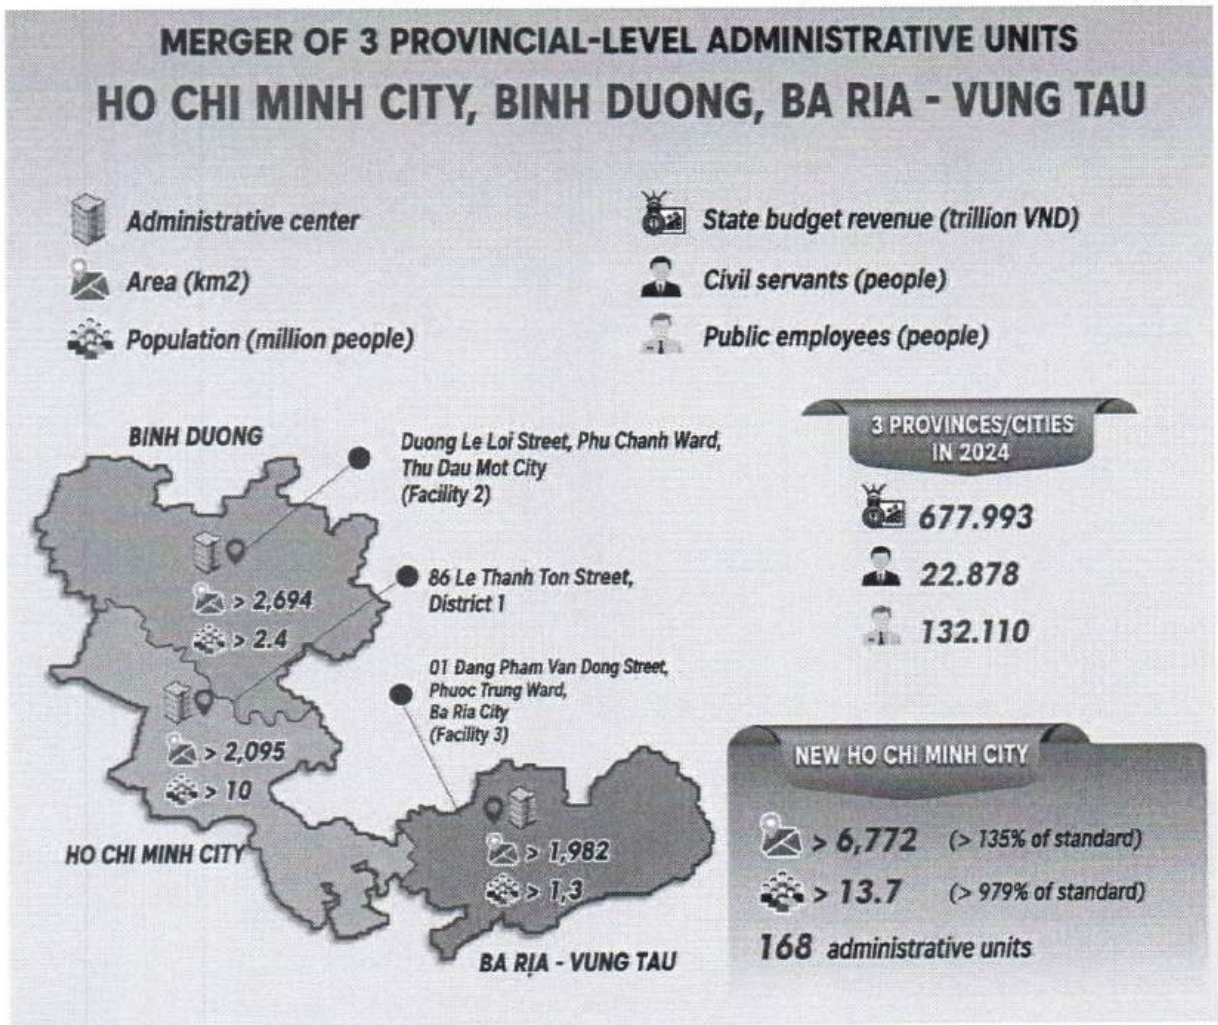 MERGER OF 3 PROVINCIAL-LEVEL ADMINISTRATIVE UNITS
HO CHI MINH CITY, BINH DUONG, BA RIA - VUNG TAU
Administrative center
Area (km2)
Population (million people)
State budget revenue (trillion VND)
Civil servants (people)
Public employees (people)
BINH DUONG
Duong Le Loi Street, Phu Chanh Ward,
Thu Dau Mot City
(Facility 2)
> 2,694
> 2.4
86 Le Thanh Ton Street,
District 1
> 2,095
> 10
HO CHI MINH CITY
01 Đang Pham Van Dong Street,
Phuoc Trung Ward,
Ba Ria City
(Facility 3)
> 1,982
> 1,3
BA RỊA - VUNG TAU
3 PROVINCES/CITIES
IN 2024
677.993
22.878
132.110
NEW HO CHI MINH CITY
> 6,772 (> 135% of standard)
> 13.7 (> 979% of standard)
168 administrative units